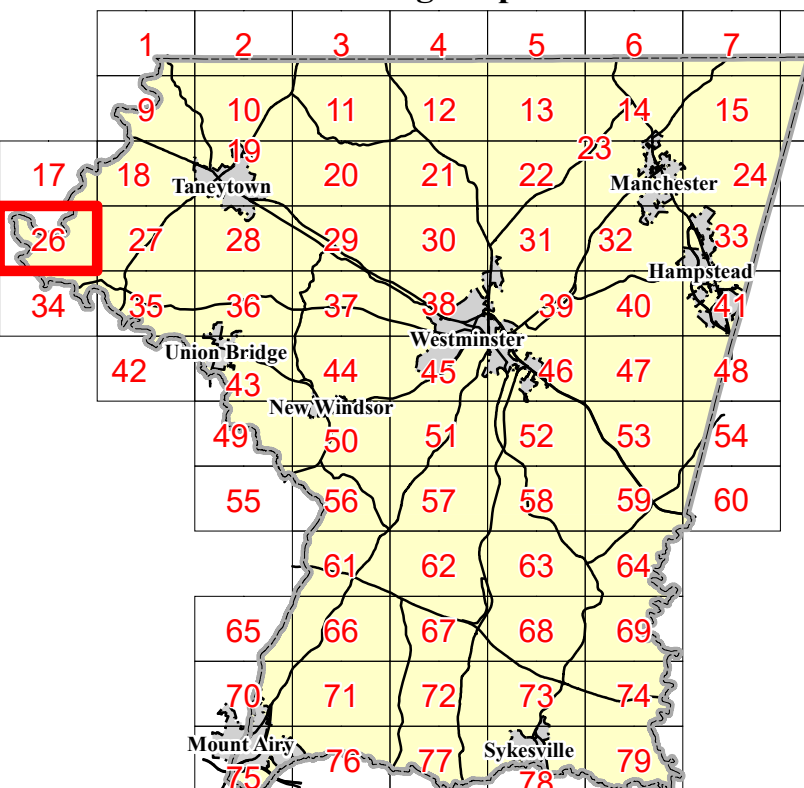 1 2 3 4 5 6 7
9 10 11 12 13 14 15
19 23
17 18 20 21 22 24
Taneytown Manchester
26 27 28 29 30 31 32 33
Hampstead
34 35 36 37 38 39 40 41
Westminster
Union Bridge
42 43 44 45 46 47 48
New Windsor
49 50 51 52 53 54
55 56 57 58 59 60
61 62 63 64
65 66 67 68 69
70 71 72 73 74
Mount Airy Sykesville
75 76 77 78 79